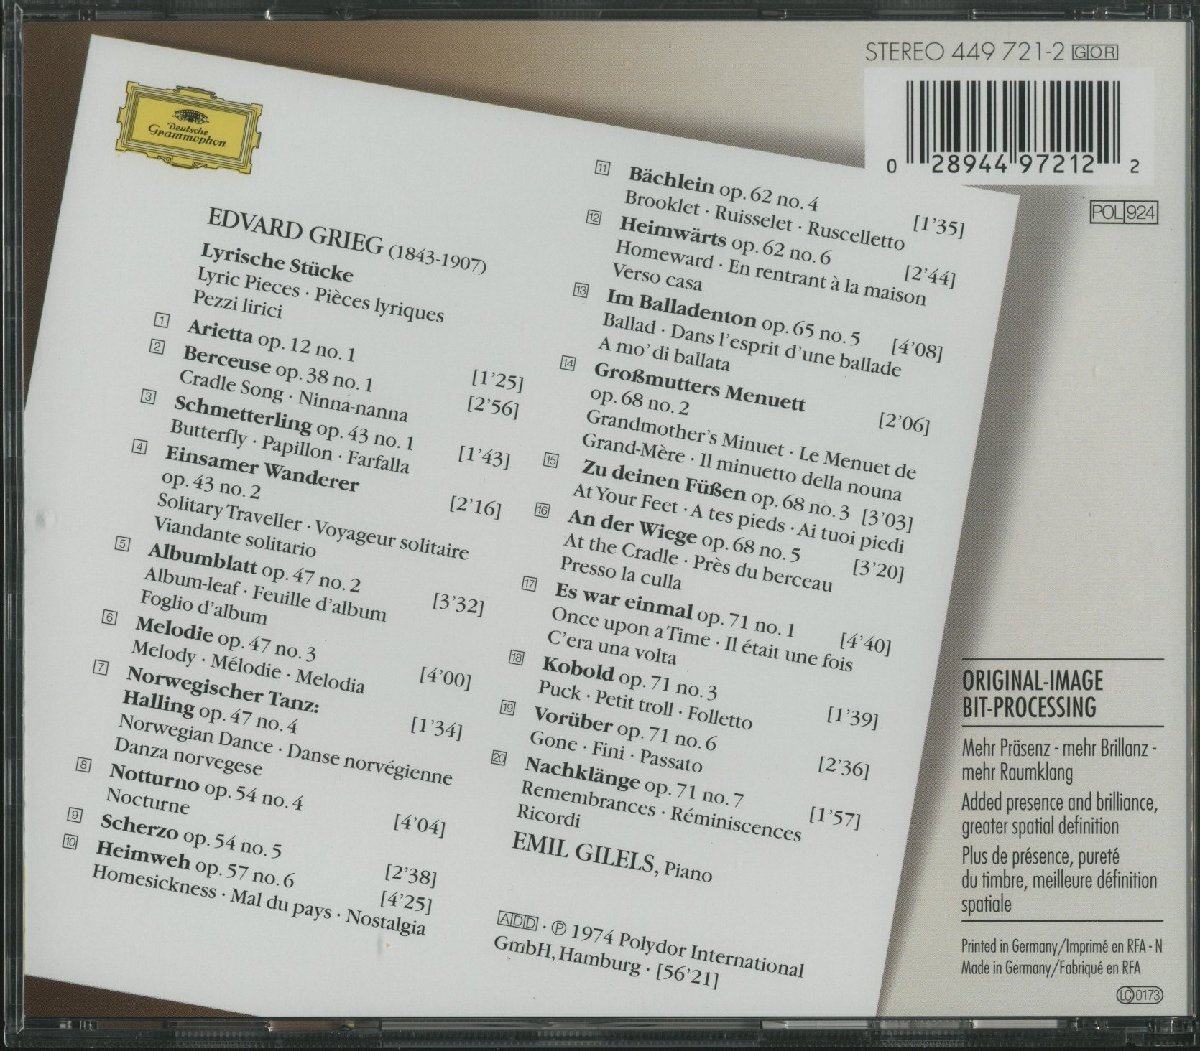 Deutsche
Grammophon
EDVARD GRIEG (1843-1907)
Lyrische Stücke
Lyric Pieces · Pièces lyriques
Pezzi lirici
1 Arietta op. 12 no. 1 [1'25]
2 Berceuse op. 38 no. 1 [2'56]
Cradle Song · Ninna-nanna
3 Schmetterling op. 43 no. 1 [1'43]
Butterfly · Papillon · Farfalla
4 Einsamer Wanderer [2'16]
op. 43 no. 2
Solitary Traveller · Voyageur solitaire
Viandante solitario
5 Albumblatt op. 47 no. 2 [3'32]
Album-leaf · Feuille d'album
Foglio d'album
6 Melodie op. 47 no. 3 [4'00]
Melody · Mélodie · Melodia
7 Norwegischer Tanz:
Halling op. 47 no. 4 [1'34]
Norwegian Dance · Danse norvégienne
Danza norvegese
8 Notturno op. 54 no. 4 [4'04]
Nocturne
9 Scherzo op. 54 no. 5 [2'38]
10 Heimweh op. 57 no. 6 [4'25]
Homesickness · Mal du pays · Nostalgia
11 Bächlein op. 62 no. 4 [1'35]
Brooklet · Ruisselet · Ruscelletto
12 Heimwärts op. 62 no. 6 [2'44]
Homeward · En rentrant à la maison
Verso casa
13 Im Balladenton op. 65 no. 5 [4'08]
Ballad · Dans l'esprit d'une ballade
A mo' di ballata
14 Großmutters Menuett [2'06]
op. 68 no. 2
Grandmother's Minuet · Le Menuet de
Grand-Mère · Il minuetto della nouna
15 Zu deinen Füßen op. 68 no. 3 [3'03]
At Your Feet · A tes pieds · Ai tuoi piedi
16 An der Wiege op. 68 no. 5 [3'20]
At the Cradle · Près du berceau
Presso la culla
17 Es war einmal op. 71 no. 1 [4'40]
Once upon a Time · Il était une fois
C'era una volta
18 Kobold op. 71 no. 3 [1'39]
Puck · Petit troll · Folletto
19 Vorüber op. 71 no. 6 [2'36]
Gone · Fini · Passato
20 Nachklänge op. 71 no. 7 [1'57]
Remembrances · Réminiscences
Ricordi
EMIL GILELS, Piano
ADD · ℗ 1974 Polydor International
GmbH, Hamburg · [56'21]
STEREO 449 721-2 GOR
0 28944 97212 2
POL 924
ORIGINAL-IMAGE
BIT-PROCESSING
Mehr Präsenz - mehr Brillanz -
mehr Raumklang
Added presence and brilliance,
greater spatial definition
Plus de présence, pureté
du timbre, meilleure définition
spatiale
Printed in Germany/Imprimé en RFA - N
Made in Germany/Fabriqué en RFA
LC 0173